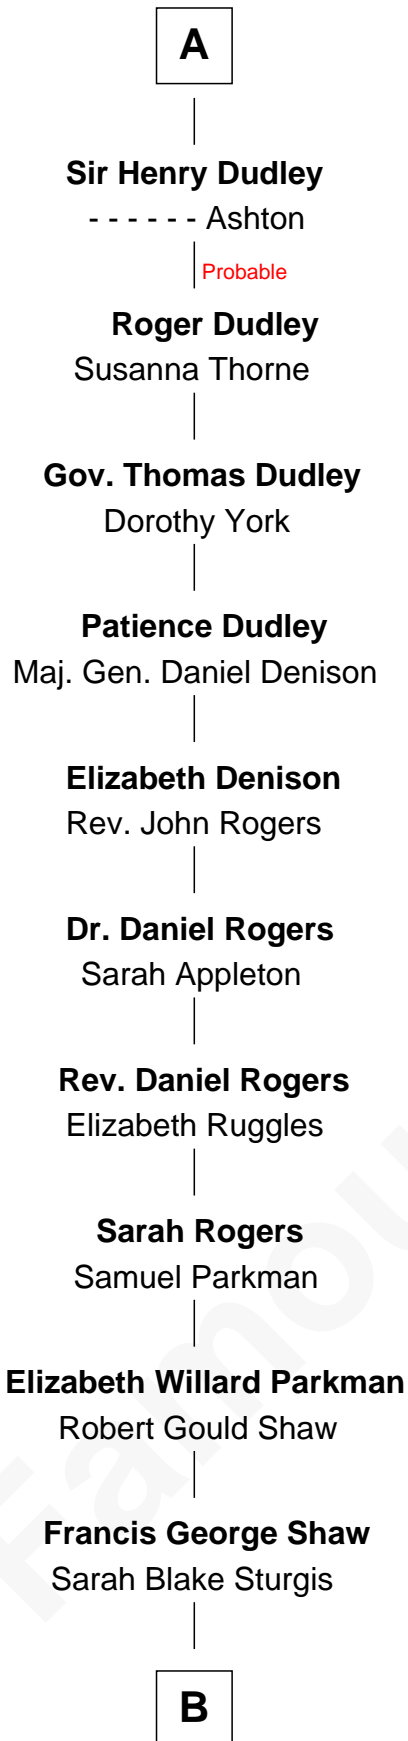 A
Sir Henry Dudley
- - - - - - Ashton
Probable
Roger Dudley
Susanna Thorne
Gov. Thomas Dudley
Dorothy York
Patience Dudley
Maj. Gen. Daniel Denison
Elizabeth Denison
Rev. John Rogers
Dr. Daniel Rogers
Sarah Appleton
Rev. Daniel Rogers
Elizabeth Ruggles
Sarah Rogers
Samuel Parkman
Elizabeth Willard Parkman
Robert Gould Shaw
Francis George Shaw
Sarah Blake Sturgis
B
Famou